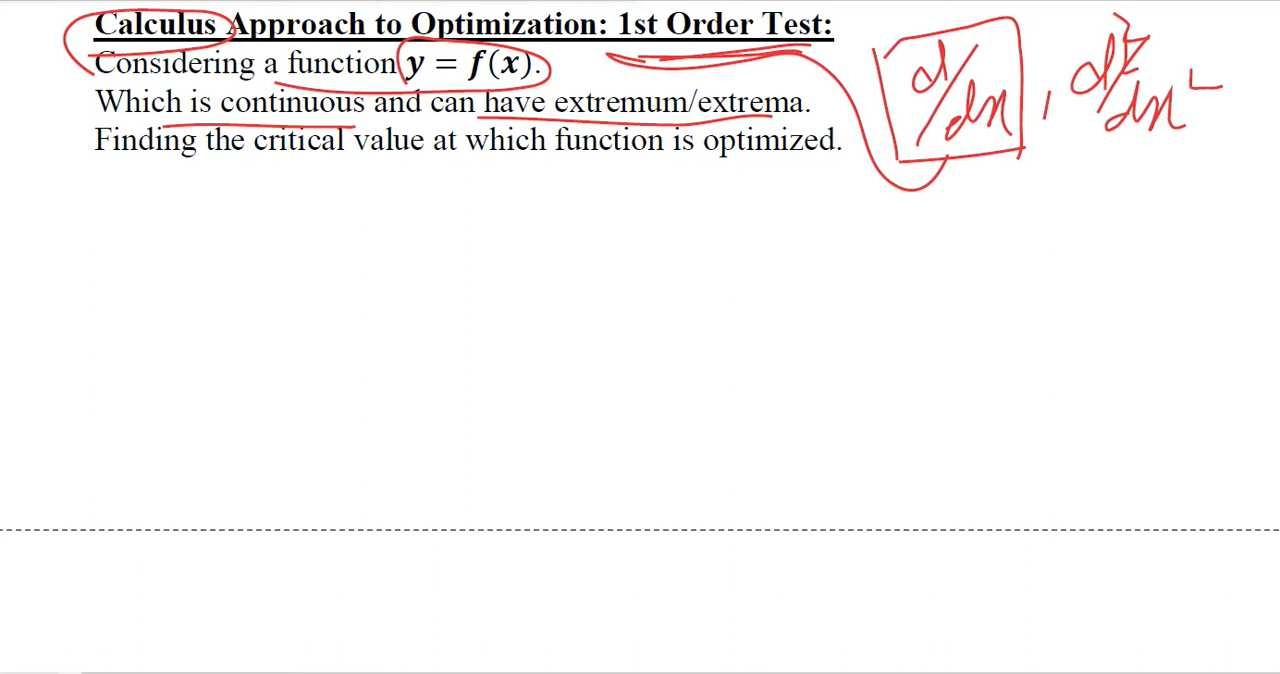 Calculus Approach to Optimization: 1st Order Test:
Considering a function y = f(x).
Which is continuous and can have extremum/extrema.
Finding the critical value at which function is optimized.
d/dx , d²/dx²